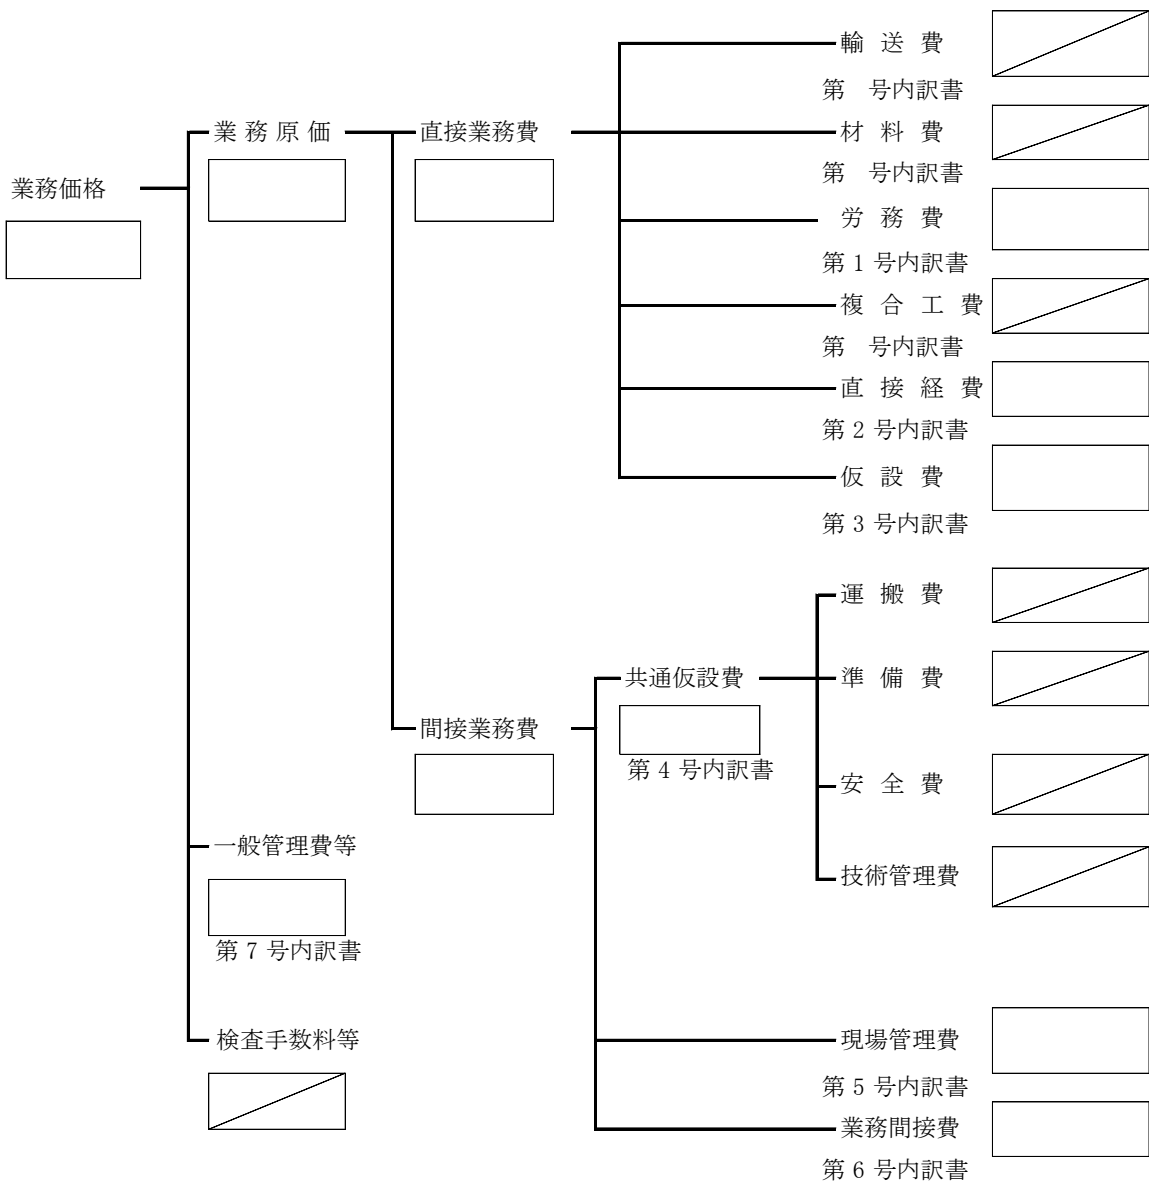 輸 送 費
第　号内訳書
業 務 原 価
直接業務費
材 料 費
第　号内訳書
業務価格
労 務 費
第 1 号内訳書
複 合 工 費
第　号内訳書
直 接 経 費
第 2 号内訳書
仮 設 費
第 3 号内訳書
運 搬 費
共通仮設費
準 備 費
間接業務費
第 4 号内訳書
安 全 費
一般管理費等
技術管理費
第 7 号内訳書
検査手数料等
現場管理費
第 5 号内訳書
業務間接費
第 6 号内訳書